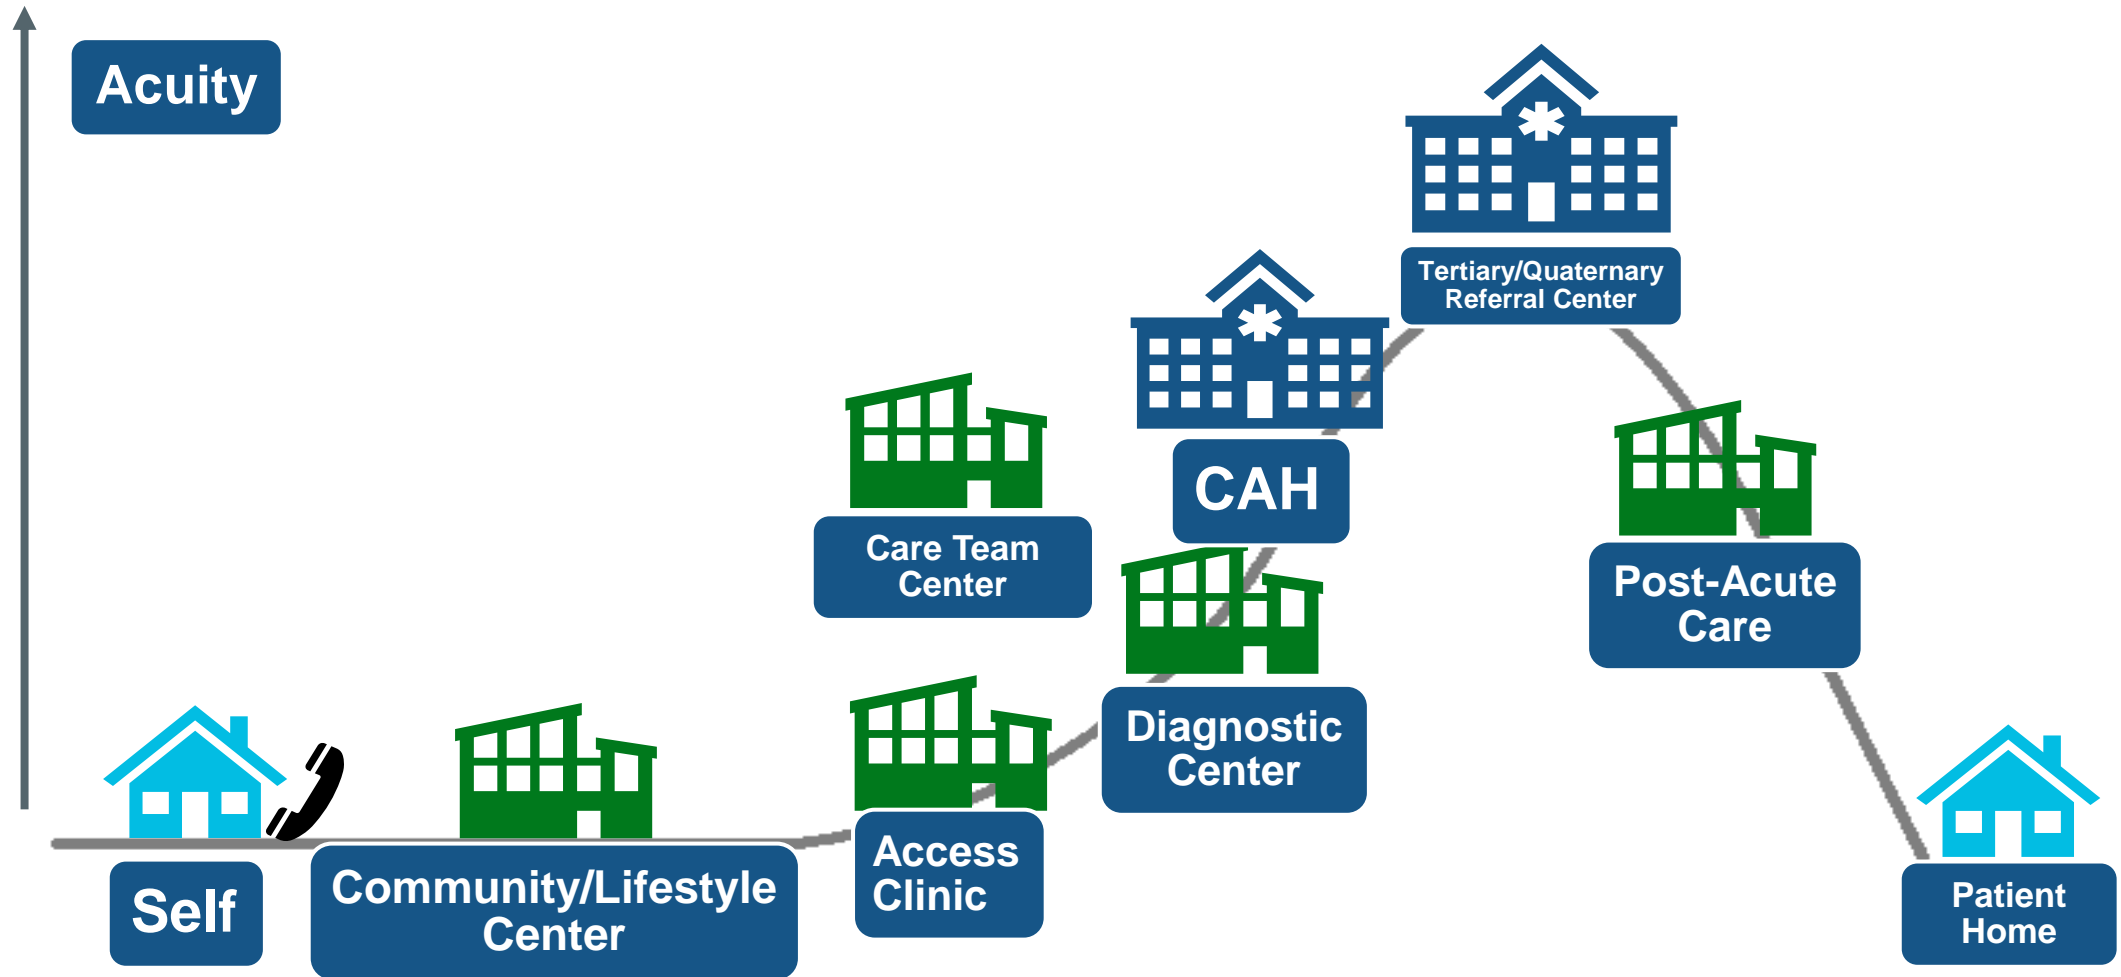 Acuity
Tertiary/Quaternary
Referral Center
CAH
Care Team
Center
Post-Acute
Care
Diagnostic
Center
Access
Clinic
Self
Community/Lifestyle
Center
Patient
Home